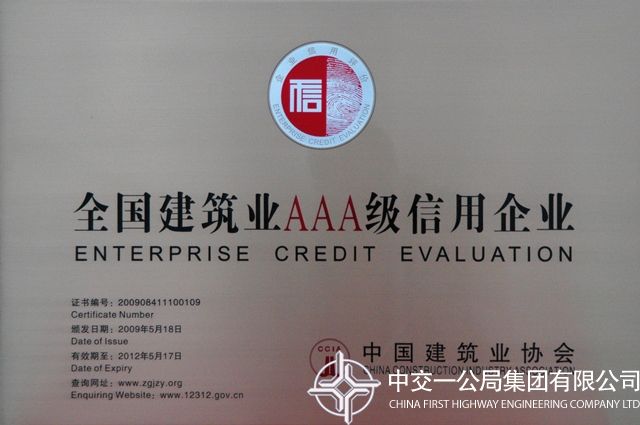 企业信用评价
信
ENTERPRISE CREDIT EVALUATION
全国建筑业AAA级信用企业
ENTERPRISE CREDIT EVALUATION
证书编号：200908411100109
Certificate Number
颁发日期：2009年5月18日
Date of Issue
有效期至：2012年5月17日
Date of Expiry
查询网址：www.zgjzy.org
Enquiring Website：www.12312.gov.cn
CCIA
中国建筑业协会
CHINA CONSTRUCTION INDUSTRY ASSOCIATION
中交一公局集团有限公司
CHINA FIRST HIGHWAY ENGINEERING COMPANY LTD